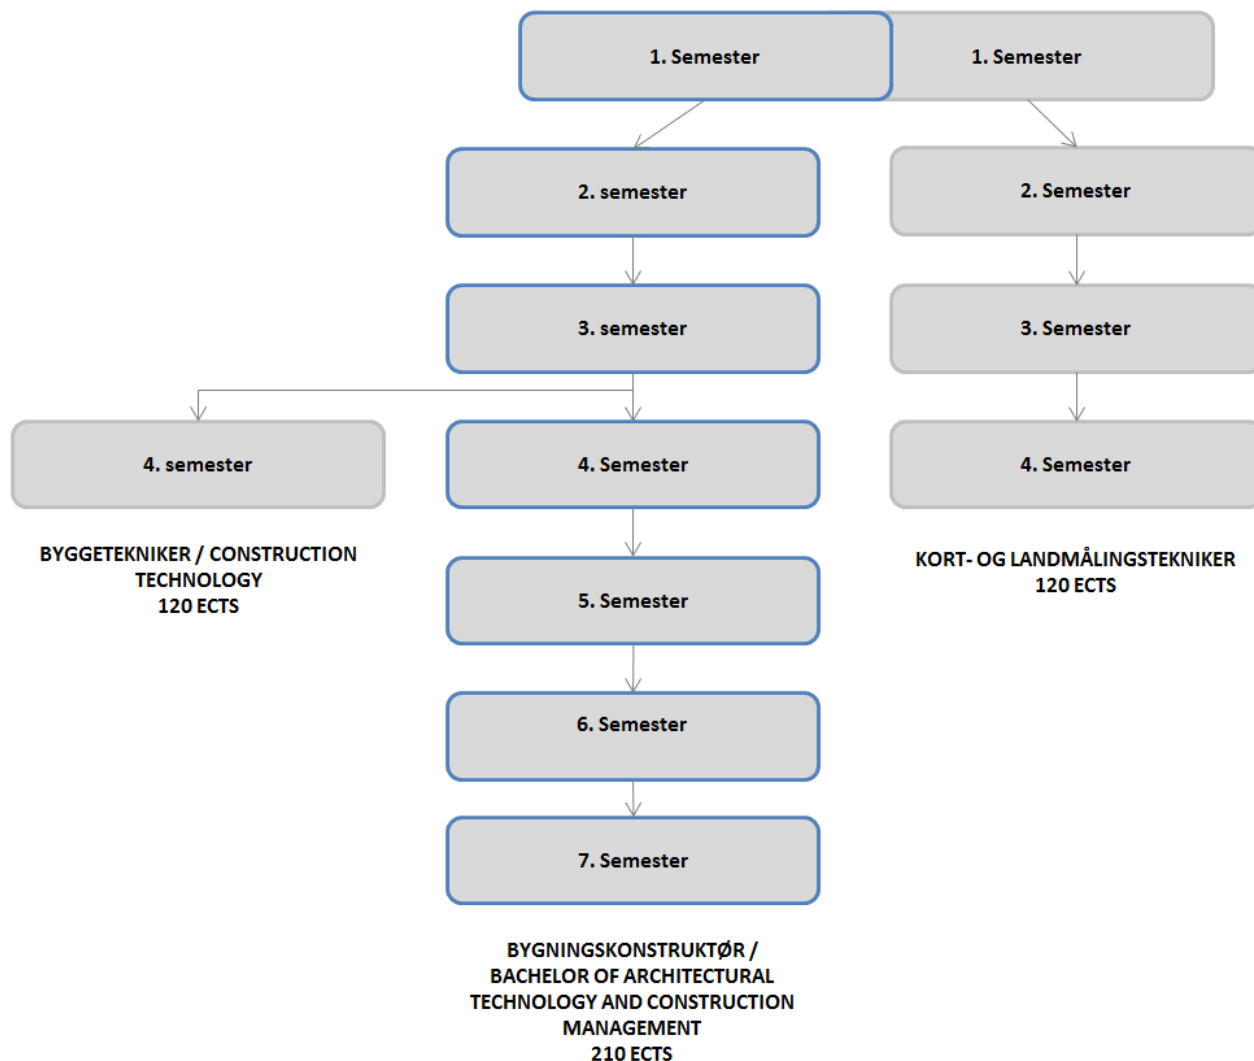 1. Semester
1. Semester
2. semester
2. Semester
3. semester
3. Semester
4. semester
4. Semester
4. Semester
BYGGETEKNIKER / CONSTRUCTION
TECHNOLOGY
120 ECTS
KORT- OG LANDMÅLINGSTEKNIKER
120 ECTS
5. Semester
6. Semester
7. Semester
BYGNINGSKONSTRUKTØR /
BACHELOR OF ARCHITECTURAL
TECHNOLOGY AND CONSTRUCTION
MANAGEMENT
210 ECTS